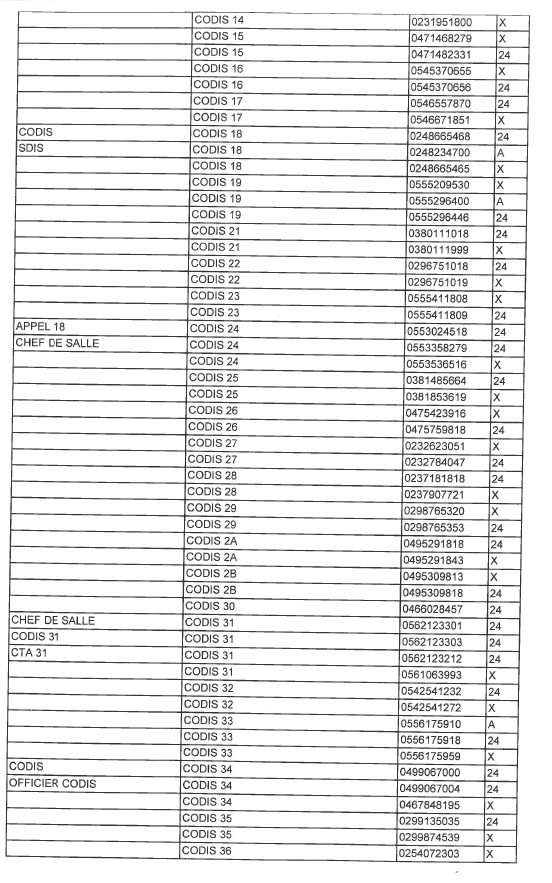 CODIS 14 0231951800 X
CODIS 15 0471468279 X
CODIS 15 0471482331 24
CODIS 16 0545370655 X
CODIS 16 0545370656 24
CODIS 17 0546557870 24
CODIS 17 0546671851 X
CODIS CODIS 18 0248665468 24
SDIS CODIS 18 0248234700 A
CODIS 18 0248665465 X
CODIS 19 0555209530 X
CODIS 19 0555296400 A
CODIS 19 0555296446 24
CODIS 21 0380111018 24
CODIS 21 0380111999 X
CODIS 22 0296751018 24
CODIS 22 0296751019 X
CODIS 23 0555411808 X
CODIS 23 0555411809 24
APPEL 18 CODIS 24 0553024518 24
CHEF DE SALLE CODIS 24 0553358279 24
CODIS 24 0553536516 X
CODIS 25 0381485664 24
CODIS 25 0381853619 X
CODIS 26 0475423916 X
CODIS 26 0475759818 24
CODIS 27 0232623051 X
CODIS 27 0232784047 24
CODIS 28 0237181818 24
CODIS 28 0237907721 X
CODIS 29 0298765320 X
CODIS 29 0298765353 24
CODIS 2A 0495291818 24
CODIS 2A 0495291843 X
CODIS 2B 0495309813 X
CODIS 2B 0495309818 24
CODIS 30 0466028457 24
CHEF DE SALLE CODIS 31 0562123301 24
CODIS 31 CODIS 31 0562123303 24
CTA 31 CODIS 31 0562123212 24
CODIS 31 0561063993 X
CODIS 32 0542541232 24
CODIS 32 0542541272 X
CODIS 33 0556175910 A
CODIS 33 0556175918 24
CODIS 33 0556175959 X
CODIS CODIS 34 0499067000 24
OFFICIER CODIS CODIS 34 0499067004 24
CODIS 34 0467848195 X
CODIS 35 0299135035 24
CODIS 35 0299874539 X
CODIS 36 0254072303 X